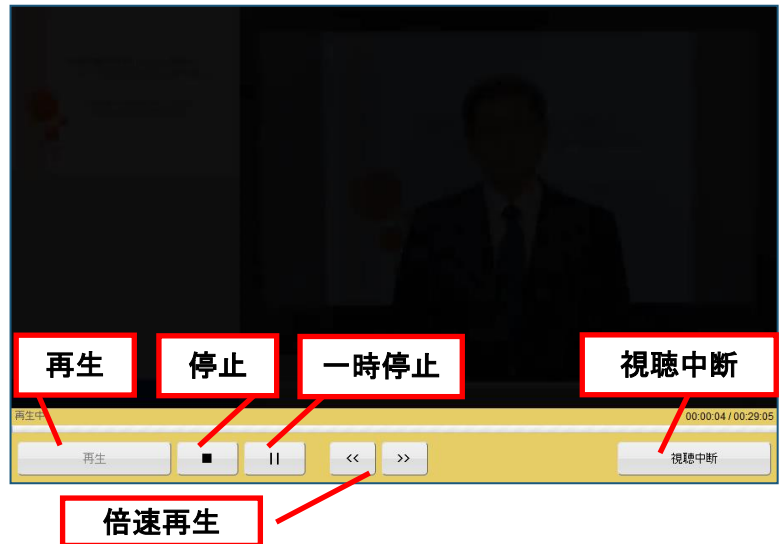 再生
停止
一時停止
視聴中断
再生中
00:00:04 / 00:29:05
再生
■
II
<<
>>
視聴中断
倍速再生